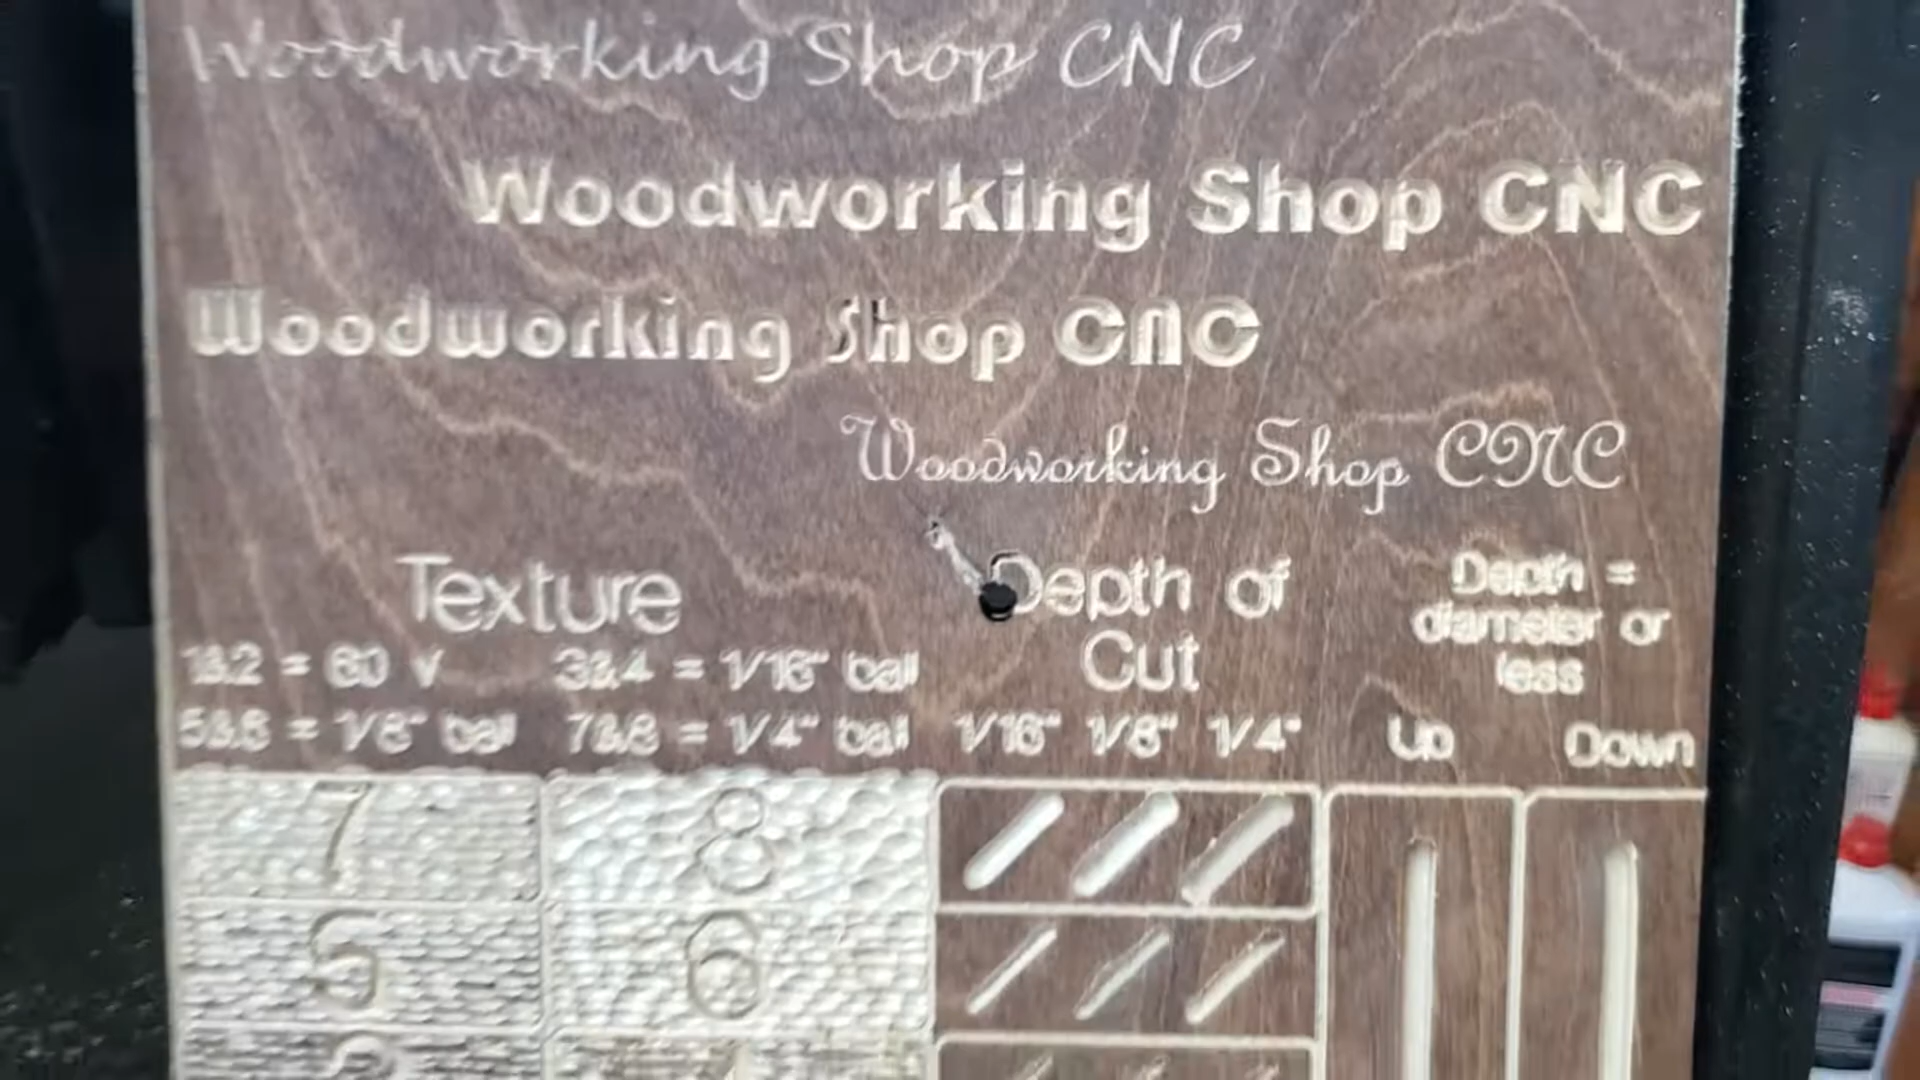 Woodworking Shop CNC
Woodworking Shop CNC
Woodworking Shop CNC
Woodworking Shop CNC
Texture
1&2 = 60 V 3&4 = 1/16" ball
5&6 = 1/8" ball 7&8 = 1/4" ball
Depth of
Cut
1/16" 1/8" 1/4"
Depth =
diameter or
less
Up Down
7 8
5 6